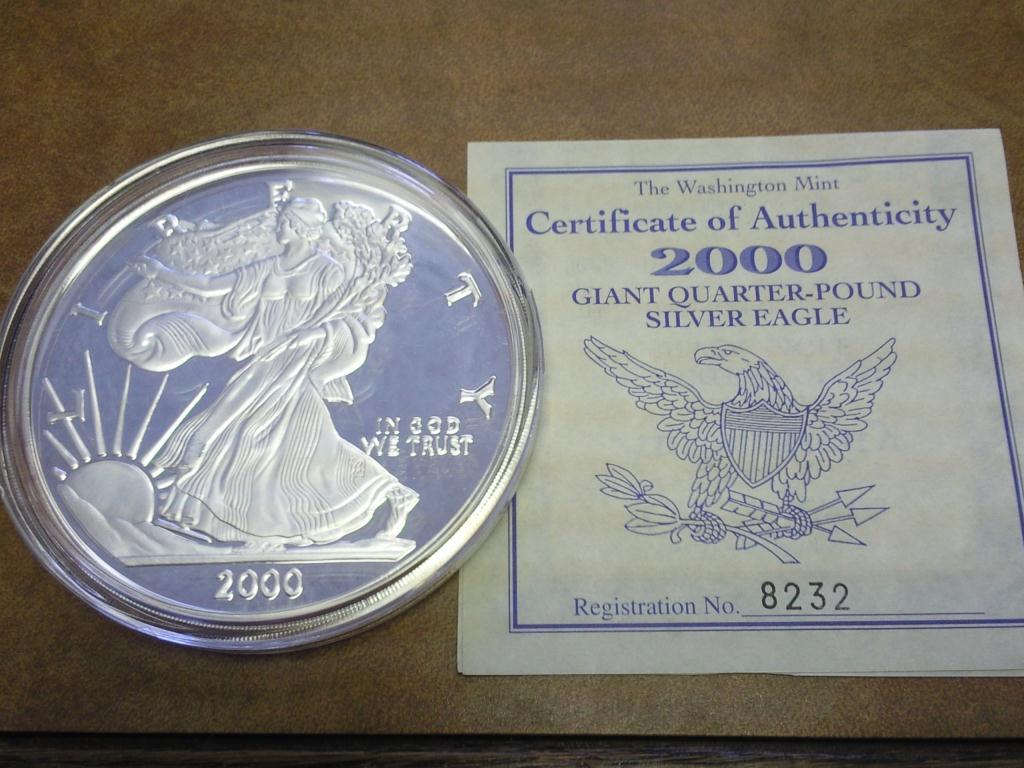 LIBERTY
IN GOD
WE TRUST
2000
The Washington Mint
Certificate of Authenticity
2000
GIANT QUARTER-POUND
SILVER EAGLE
Registration No. 8232